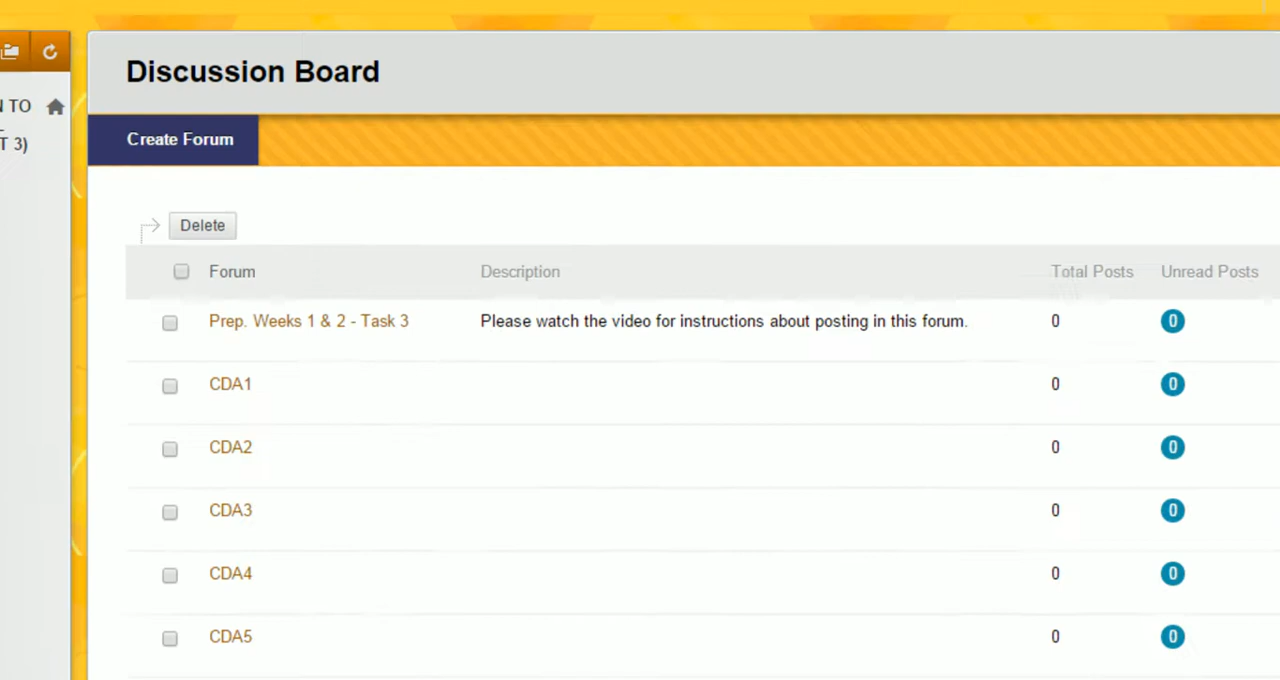 Discussion Board
N TO
T 3)
Create Forum
Delete
Forum Description Total Posts Unread Posts
Prep. Weeks 1 & 2 - Task 3 Please watch the video for instructions about posting in this forum. 0 0
CDA1 0 0
CDA2 0 0
CDA3 0 0
CDA4 0 0
CDA5 0 0